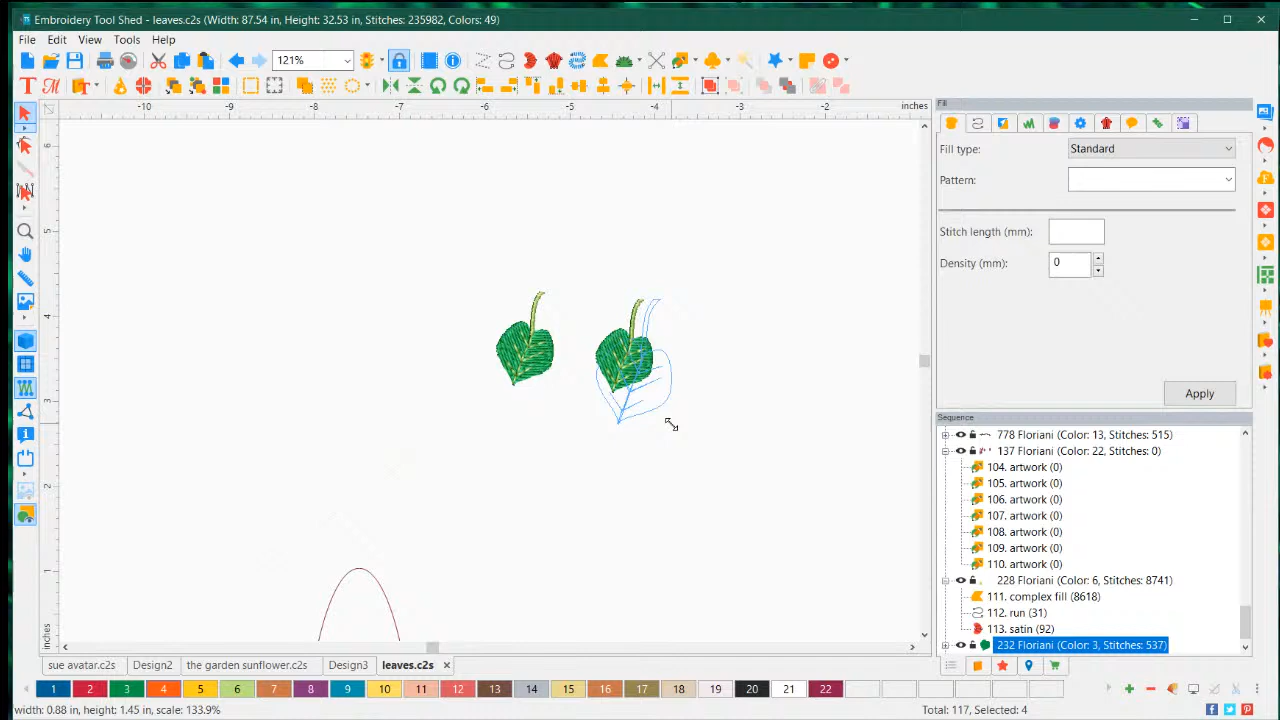 Embroidery Tool Shed - leaves.c2s (Width: 87.54 in, Height: 32.53 in, Stitches: 235982, Colors: 49)
File Edit View Tools Help
121%
-10 -9 -8 -7 -6 -5 -4 -3 -2 inches
6
5
4
3
2
1
inches
Fill
Fill type: Standard
Pattern:
Stitch length (mm):
Density (mm): 0
Apply
Sequence
778 Floriani (Color: 13, Stitches: 515)
137 Floriani (Color: 22, Stitches: 0)
104. artwork (0)
105. artwork (0)
106. artwork (0)
107. artwork (0)
108. artwork (0)
109. artwork (0)
110. artwork (0)
228 Floriani (Color: 6, Stitches: 8741)
111. complex fill (8618)
112. run (31)
113. satin (92)
232 Floriani (Color: 3, Stitches: 537)
sue avatar.c2s Design2 the garden sunflower.c2s Design3 leaves.c2s
1 2 3 4 5 6 7 8 9 10 11 12 13 14 15 16 17 18 19 20 21 22
width: 0.88 in, height: 1.45 in, scale: 133.9% Total: 117, Selected: 4